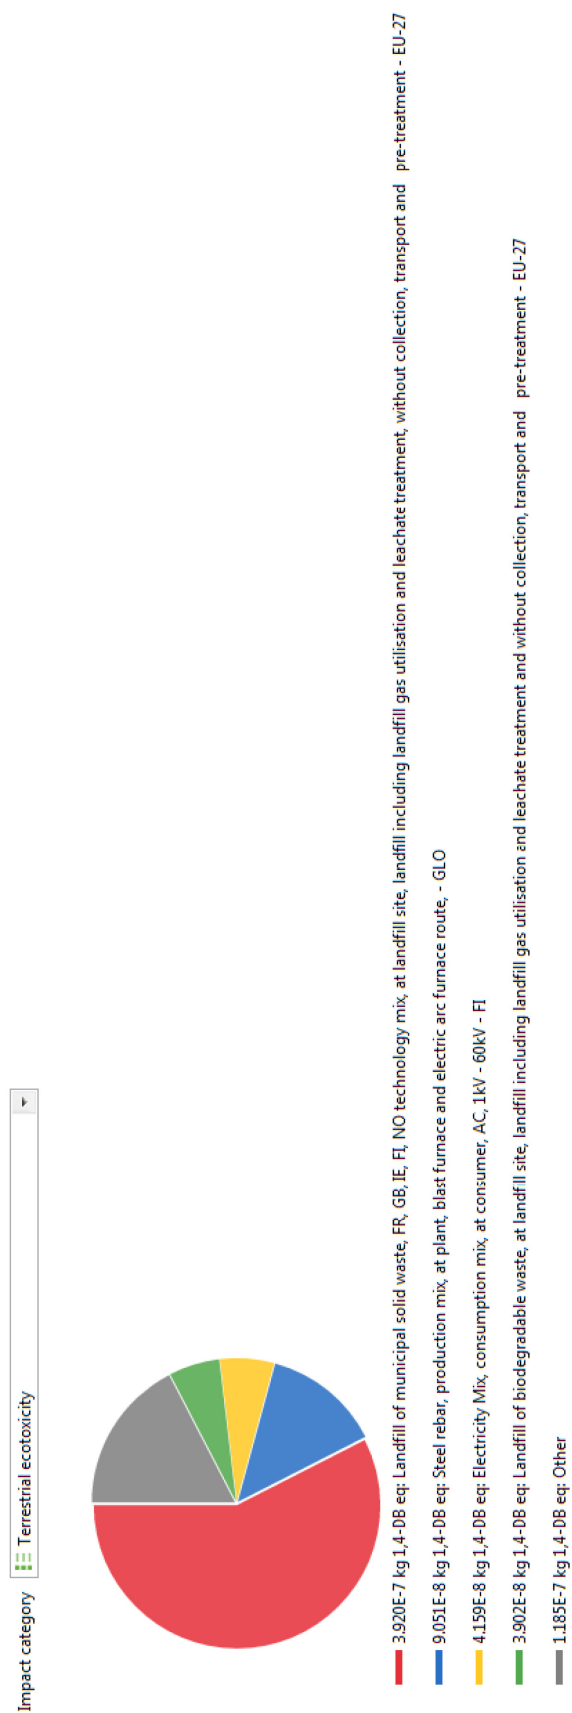 Impact category
Terrestrial ecotoxicity
3.920E-7 kg 1,4-DB eq: Landfill of municipal solid waste, FR, GB, IE, FI, NO technology mix, at landfill site, landfill including landfill gas utilisation and leachate treatment, without collection, transport and pre-treatment - EU-27
9.051E-8 kg 1,4-DB eq: Steel rebar, production mix, at plant, blast furnace and electric arc furnace route, - GLO
4.159E-8 kg 1,4-DB eq: Electricity Mix, consumption mix, at consumer, AC, 1kV - 60kV - FI
3.902E-8 kg 1,4-DB eq: Landfill of biodegradable waste, at landfill site, landfill including landfill gas utilisation and leachate treatment and without collection, transport and pre-treatment - EU-27
1.185E-7 kg 1,4-DB eq: Other